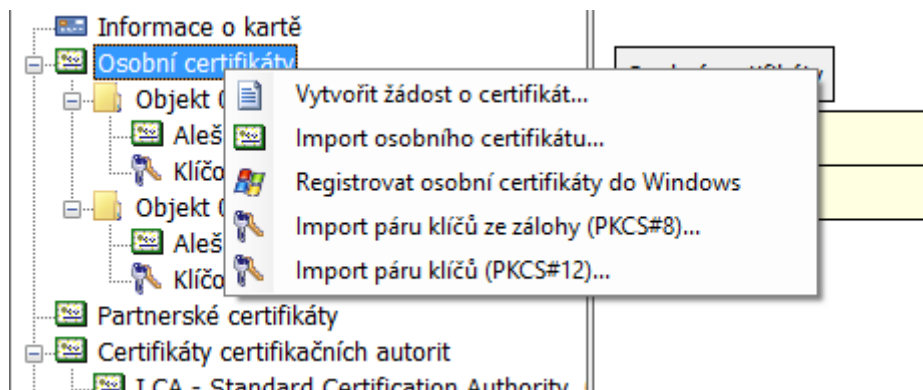 Informace o kartě
Osobní certifikáty
Objekt
Aleš
Klíčo
Objekt
Aleš
Klíčo
Partnerské certifikáty
Certifikáty certifikačních autorit
I.CA - Standard Certification Authority,
Vytvořit žádost o certifikát...
Import osobního certifikátu...
Registrovat osobní certifikáty do Windows
Import páru klíčů ze zálohy (PKCS#8)...
Import páru klíčů (PKCS#12)...